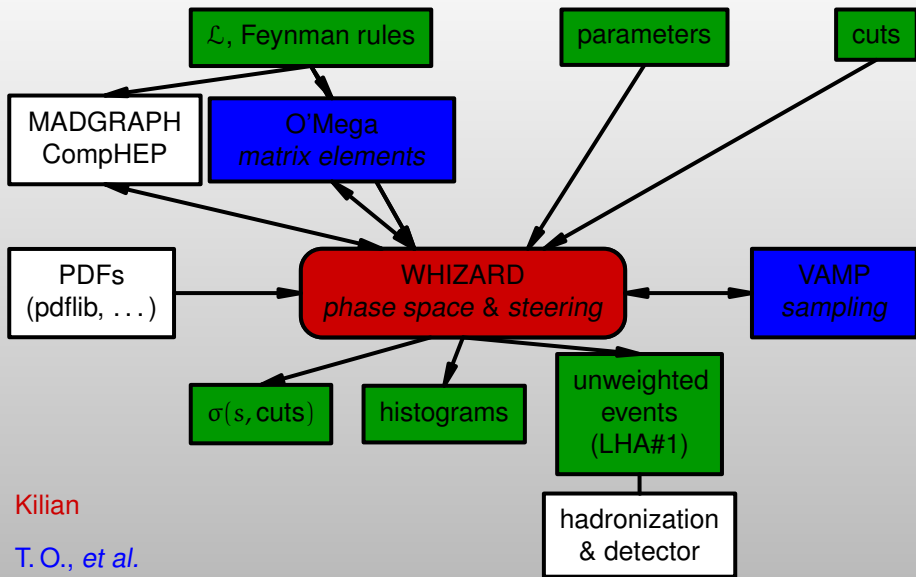 ℒ, Feynman rules
parameters
cuts
MADGRAPH
CompHEP
O'Mega
matrix elements
PDFs
(pdflib, ...)
WHIZARD
phase space & steering
VAMP
sampling
σ(s, cuts)
histograms
unweighted
events
(LHA#1)
hadronization
& detector
Kilian
T. O., et al.